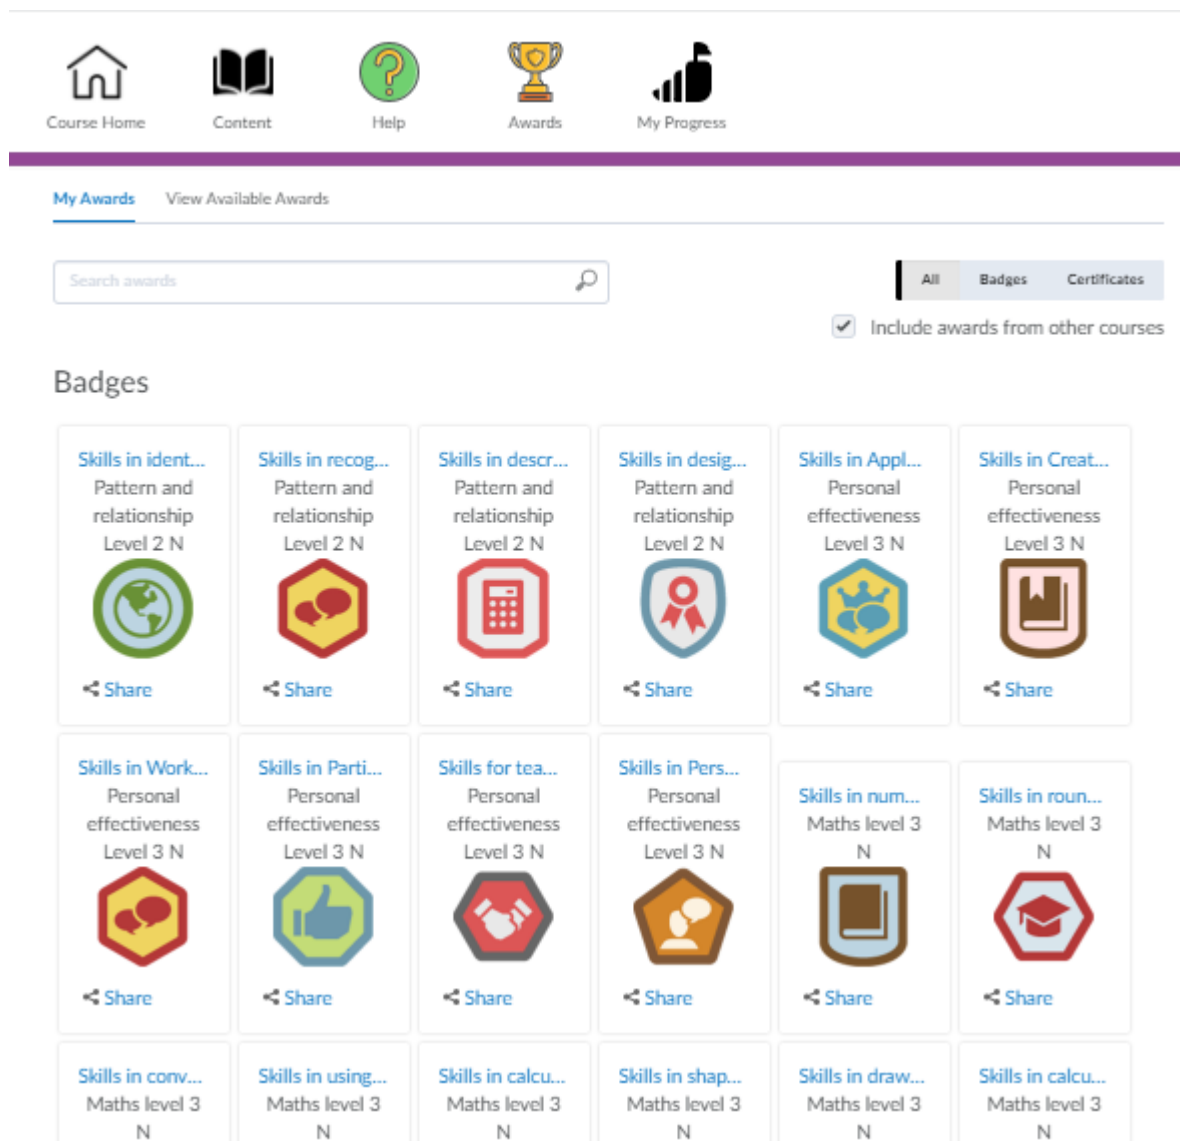 Course Home
Content
Help
Awards
My Progress
My Awards
View Available Awards
Search awards
All
Badges
Certificates
Include awards from other courses
Badges
Skills in ident...
Pattern and
relationship
Level 2 N
Share
Skills in recog...
Pattern and
relationship
Level 2 N
Share
Skills in descr...
Pattern and
relationship
Level 2 N
Share
Skills in desig...
Pattern and
relationship
Level 2 N
Share
Skills in Appl...
Personal
effectiveness
Level 3 N
Share
Skills in Creat...
Personal
effectiveness
Level 3 N
Share
Skills in Work...
Personal
effectiveness
Level 3 N
Share
Skills in Parti...
Personal
effectiveness
Level 3 N
Share
Skills for tea...
Personal
effectiveness
Level 3 N
Share
Skills in Pers...
Personal
effectiveness
Level 3 N
Share
Skills in num...
Maths level 3
N
Share
Skills in roun...
Maths level 3
N
Share
Skills in conv...
Maths level 3
N
Skills in using...
Maths level 3
N
Skills in calcu...
Maths level 3
N
Skills in shap...
Maths level 3
N
Skills in draw...
Maths level 3
N
Skills in calcu...
Maths level 3
N